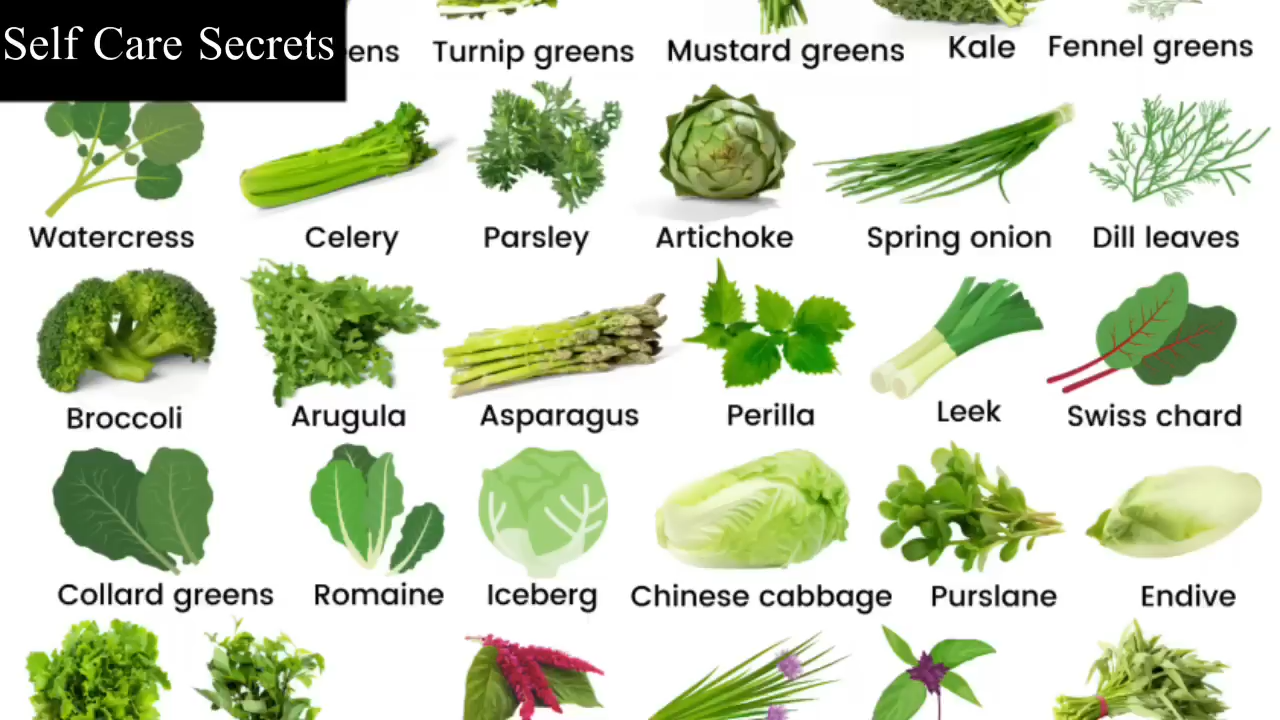 Self Care Secrets
Turnip greens Mustard greens Kale Fennel greens
Watercress Celery Parsley Artichoke Spring onion Dill leaves
Broccoli Arugula Asparagus Perilla Leek Swiss chard
Collard greens Romaine Iceberg Chinese cabbage Purslane Endive